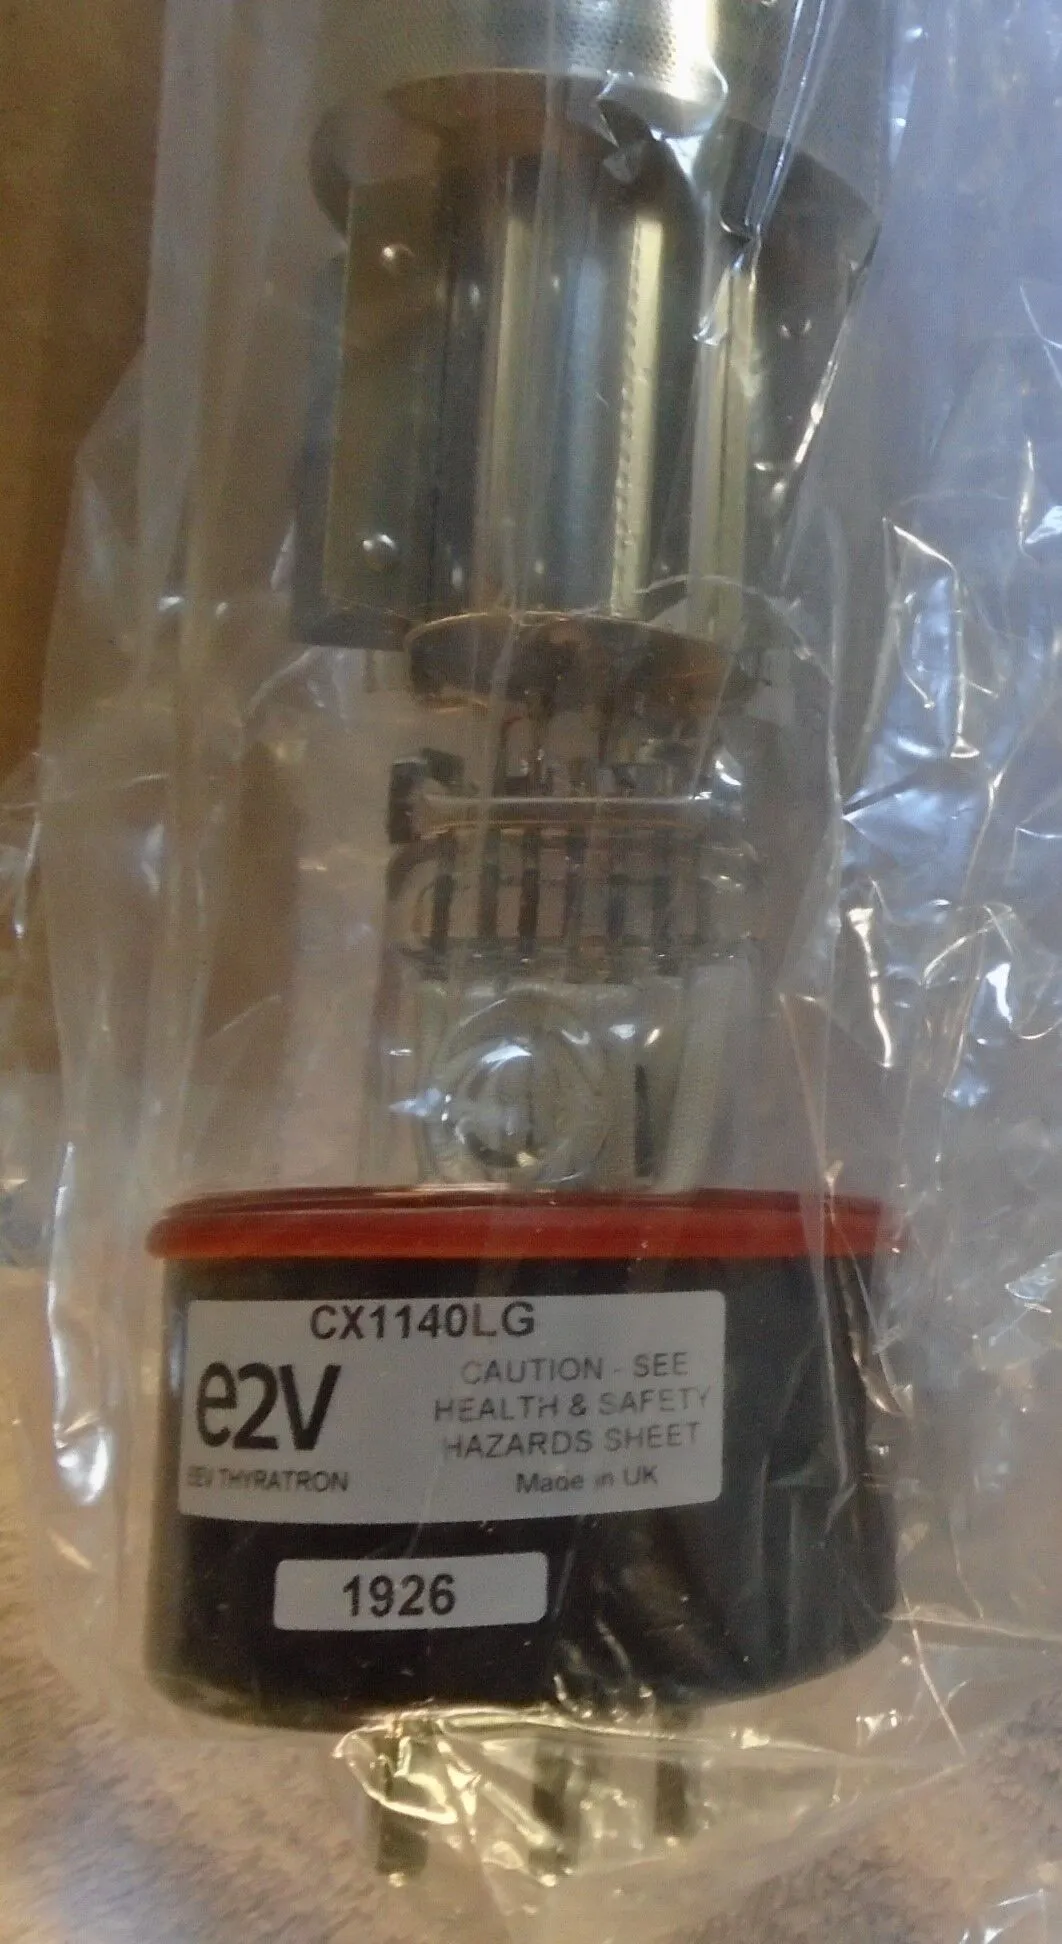 CX1140LG
e2V
CAUTION - SEE
HEALTH & SAFETY
HAZARDS SHEET
EEV THYRATRON
Made in UK
1926